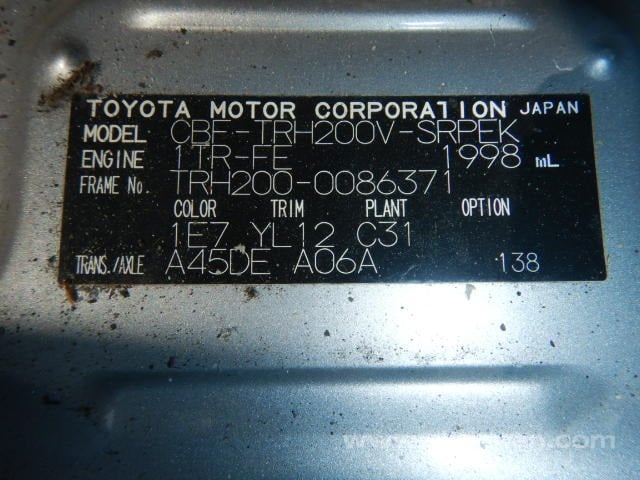 TOYOTA MOTOR CORPORATION JAPAN
MODEL CBF-TRH200V-SRPEK
ENGINE 1TR-FE 1998 mL
FRAME No. TRH200-0086371
COLOR TRIM PLANT OPTION
1E7 YL12 C31
TRANS./AXLE A45DE A06A 138